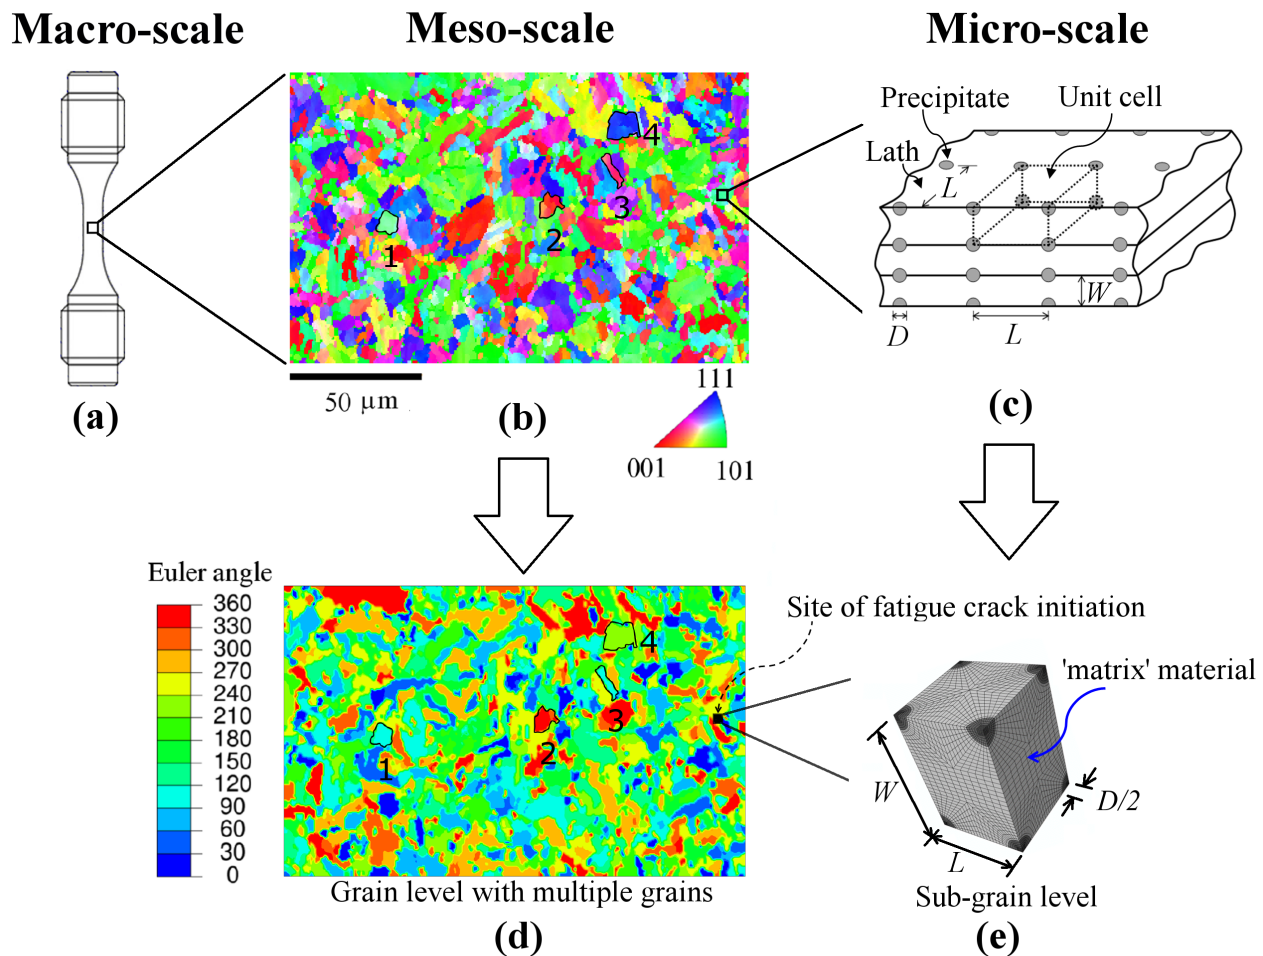 Macro-scale
Meso-scale
Micro-scale
Precipitate
Unit cell
Lath
L
W
D
L
1
2
3
4
50 µm
111
001
101
(a)
(b)
(c)
Euler angle
360
330
300
270
240
210
180
150
120
90
60
30
0
1
2
3
4
Site of fatigue crack initiation
'matrix' material
W
L
D/2
Grain level with multiple grains
Sub-grain level
(d)
(e)